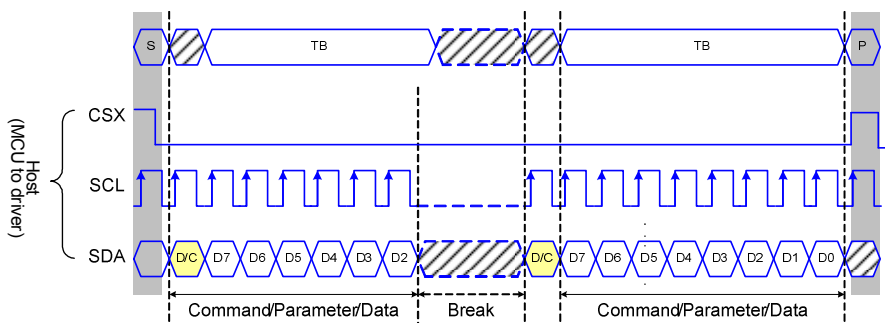 S TB TB P
CSX
Host
(MCU to driver)
SCL
SDA D/C D7 D6 D5 D4 D3 D2 D/C D7 D6 D5 D4 D3 D2 D1 D0
Command/Parameter/Data Break Command/Parameter/Data